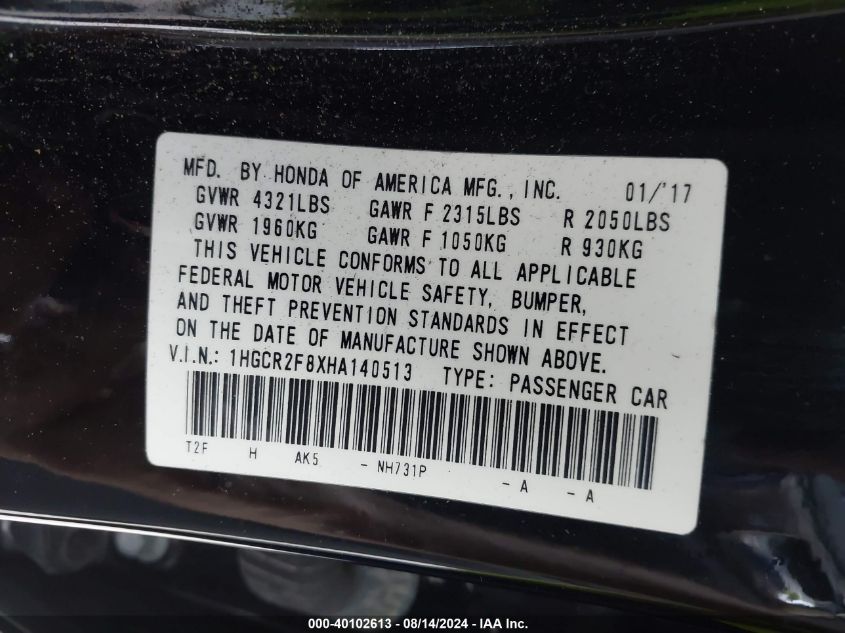 MFD. BY HONDA OF AMERICA MFG., INC. 01/'17
GVWR 4321LBS GAWR F 2315LBS R 2050LBS
GVWR 1960KG GAWR F 1050KG R 930KG
THIS VEHICLE CONFORMS TO ALL APPLICABLE
FEDERAL MOTOR VEHICLE SAFETY, BUMPER,
AND THEFT PREVENTION STANDARDS IN EFFECT
ON THE DATE OF MANUFACTURE SHOWN ABOVE.
V.I.N.: 1HGCR2F8XHA140513 TYPE: PASSENGER CAR
T2F H AK5 - NH731P - A - A
000-40102613 - 08/14/2024 - IAA Inc.